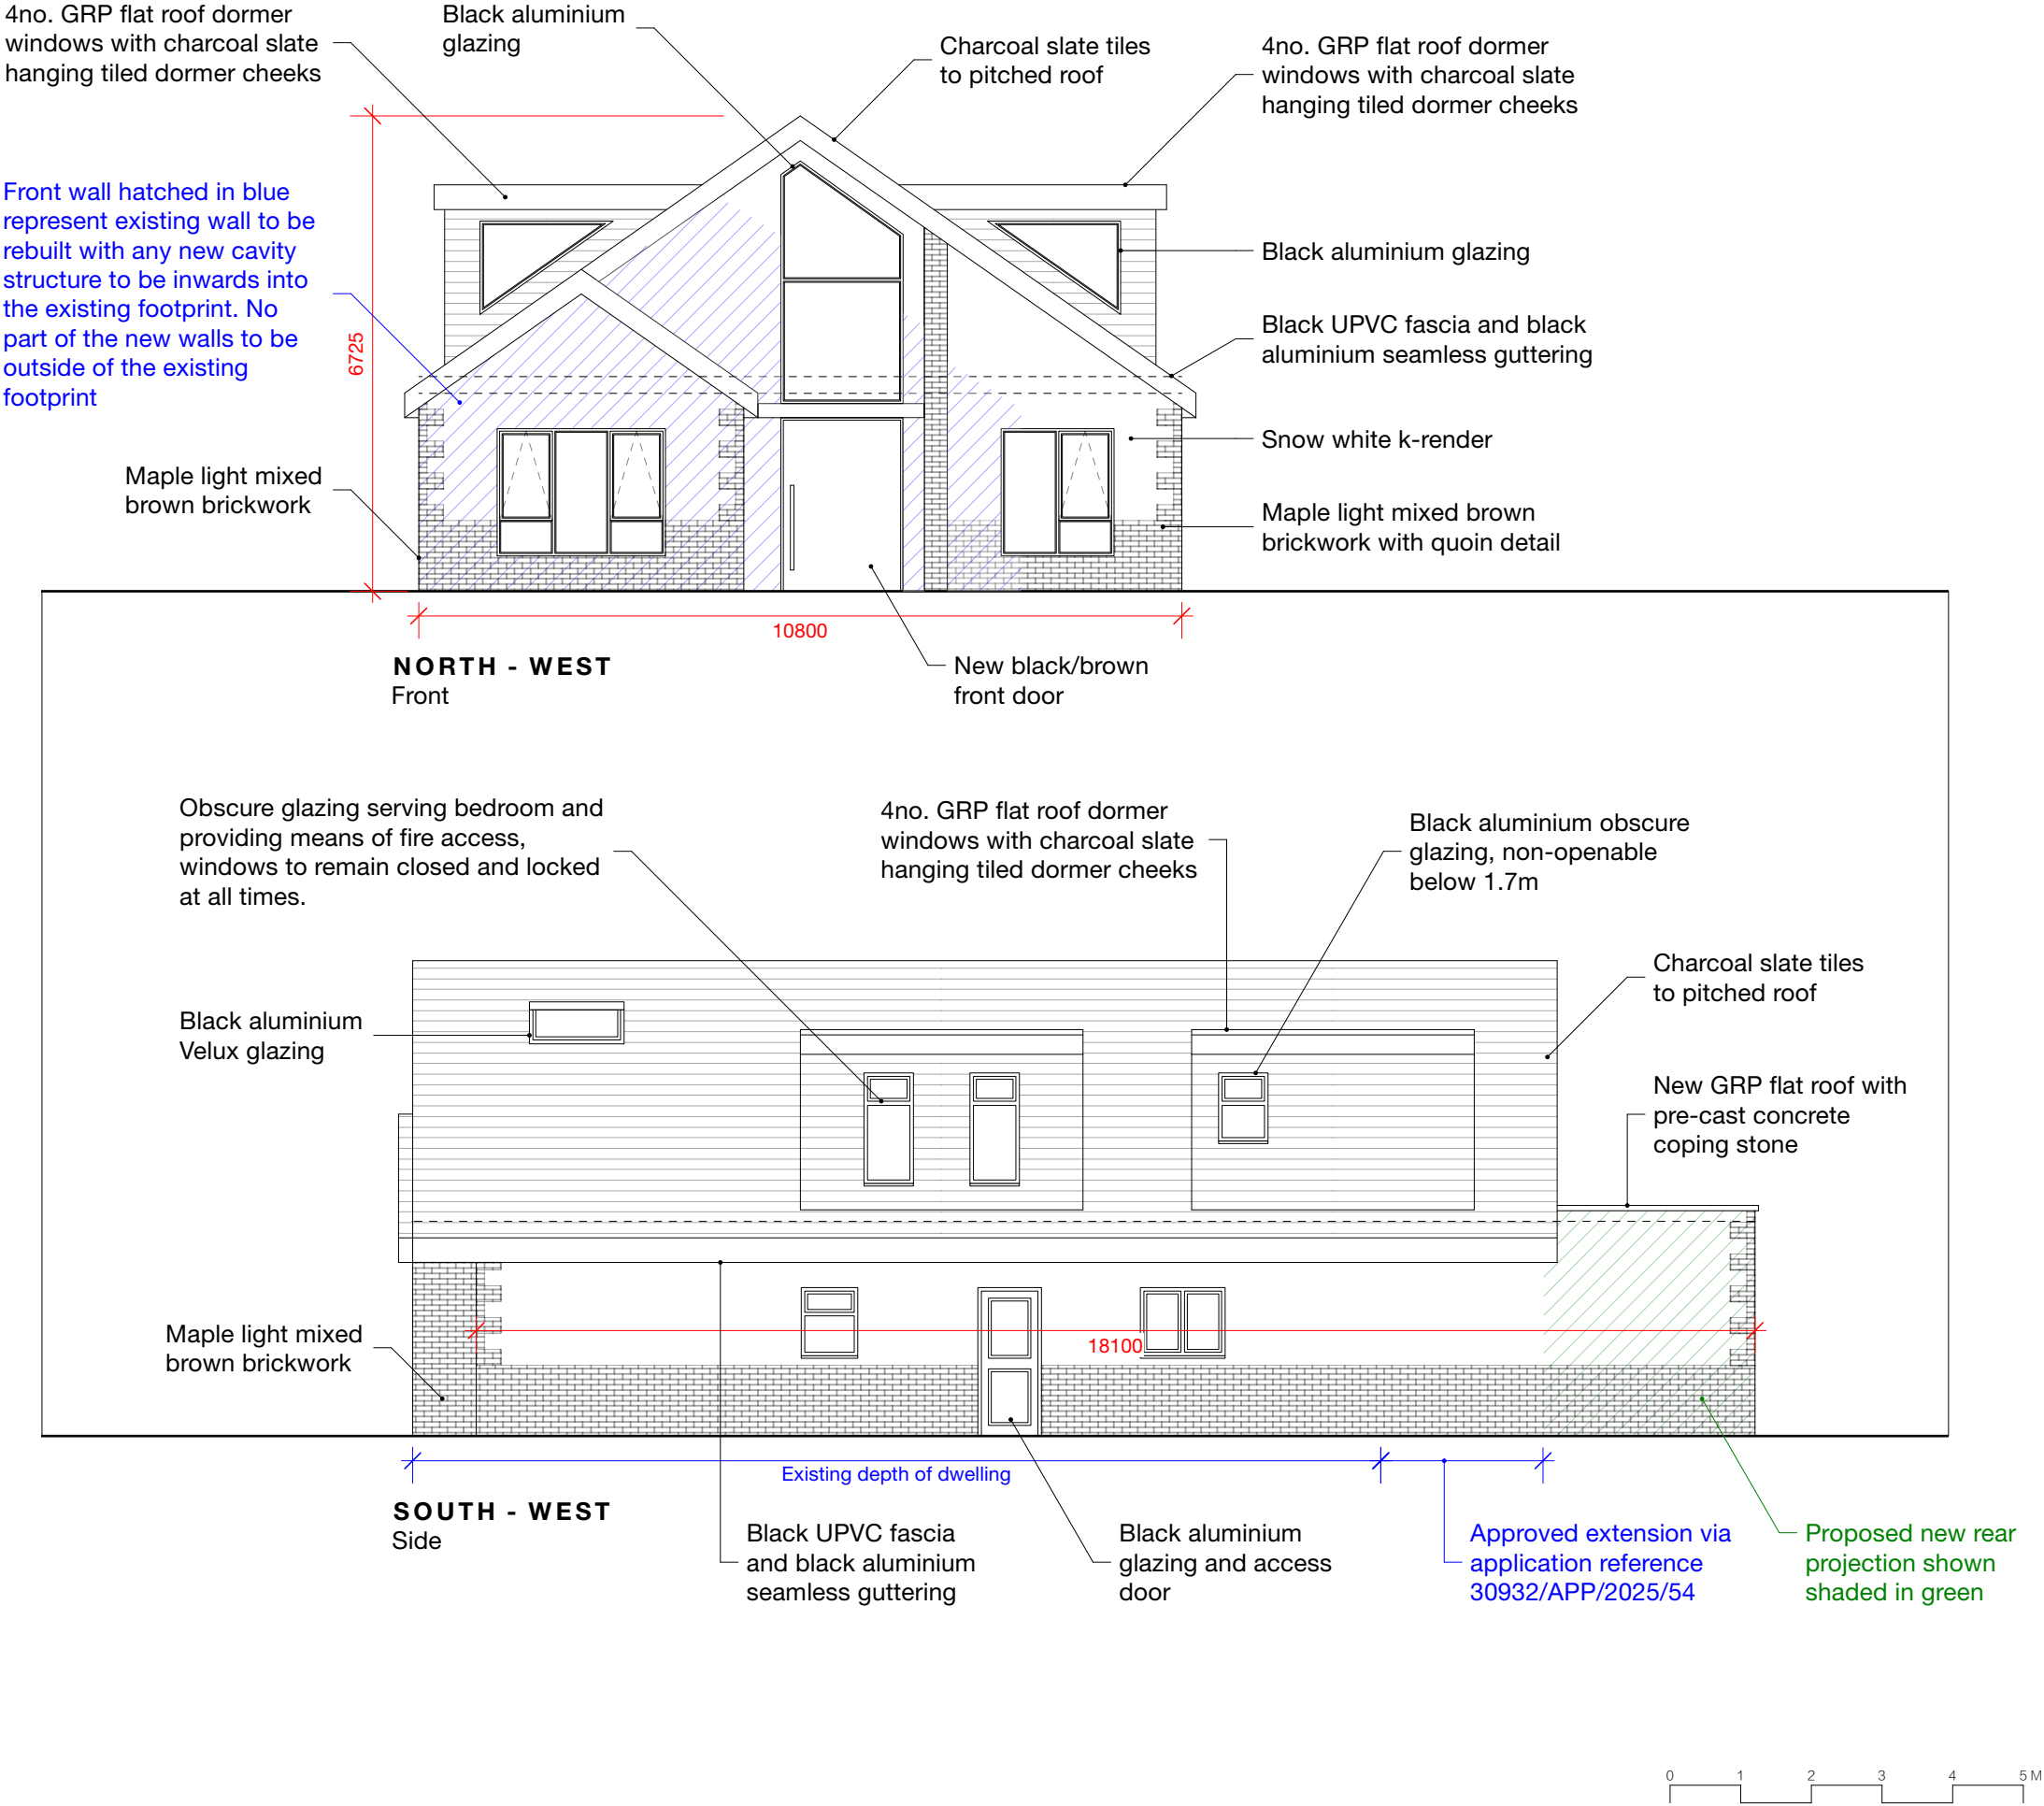 4no. GRP flat roof dormer
windows with charcoal slate
hanging tiled dormer cheeks
Black aluminium
glazing
Charcoal slate tiles
to pitched roof
4no. GRP flat roof dormer
windows with charcoal slate
hanging tiled dormer cheeks
Front wall hatched in blue
represent existing wall to be
rebuilt with any new cavity
structure to be inwards into
the existing footprint. No
part of the new walls to be
outside of the existing
footprint
6725
Black aluminium glazing
Black UPVC fascia and black
aluminium seamless guttering
Snow white k-render
Maple light mixed
brown brickwork
Maple light mixed brown
brickwork with quoin detail
10800
NORTH - WEST
Front
New black/brown
front door
Obscure glazing serving bedroom and
providing means of fire access,
windows to remain closed and locked
at all times.
4no. GRP flat roof dormer
windows with charcoal slate
hanging tiled dormer cheeks
Black aluminium obscure
glazing, non-openable
below 1.7m
Charcoal slate tiles
to pitched roof
Black aluminium
Velux glazing
New GRP flat roof with
pre-cast concrete
coping stone
Maple light mixed
brown brickwork
18100
Existing depth of dwelling
SOUTH - WEST
Side
Black UPVC fascia
and black aluminium
seamless guttering
Black aluminium
glazing and access
door
Approved extension via
application reference
30932/APP/2025/54
Proposed new rear
projection shown
shaded in green
0 1 2 3 4 5 M